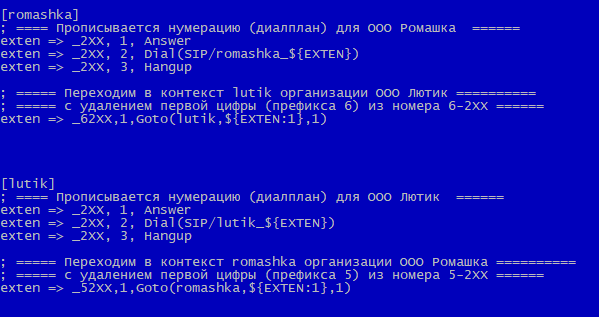 [romashka]
; ==== Прописывается нумерацию (диалплан) для ООО Ромашка  ======
exten => _2XX, 1, Answer
exten => _2XX, 2, Dial(SIP/romashka_${EXTEN})
exten => _2XX, 3, Hangup
; ===== Переходим в контекст lutik организации ООО Лютик ==========
; ===== с удалением первой цифры (префикса 6) из номера 6-2XX ======
exten => _62XX,1,Goto(lutik,${EXTEN:1},1)
[lutik]
; ==== Прописывается нумерацию (диалплан) для ООО Лютик  ======
exten => _2XX, 1, Answer
exten => _2XX, 2, Dial(SIP/lutik_${EXTEN})
exten => _2XX, 3, Hangup
; ===== Переходим в контекст romashka организации ООО Ромашка ==========
; ===== с удалением первой цифры (префикса 5) из номера 5-2XX ======
exten => _52XX,1,Goto(romashka,${EXTEN:1},1)